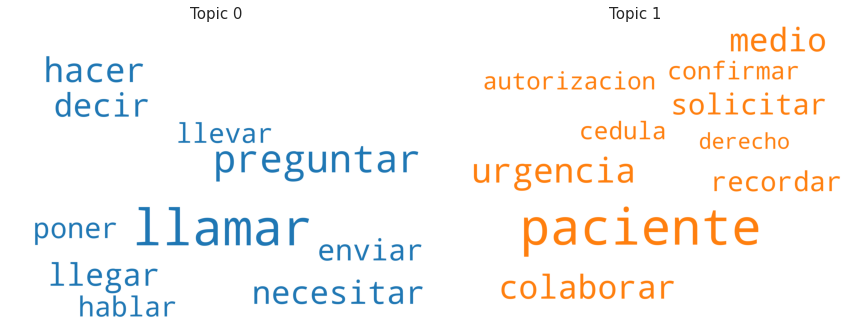 Topic 0
hacer
decir
llevar
preguntar
llamar
poner
enviar
llegar
necesitar
hablar
Topic 1
medio
confirmar
autorizacion
solicitar
cedula
derecho
urgencia
recordar
paciente
colaborar